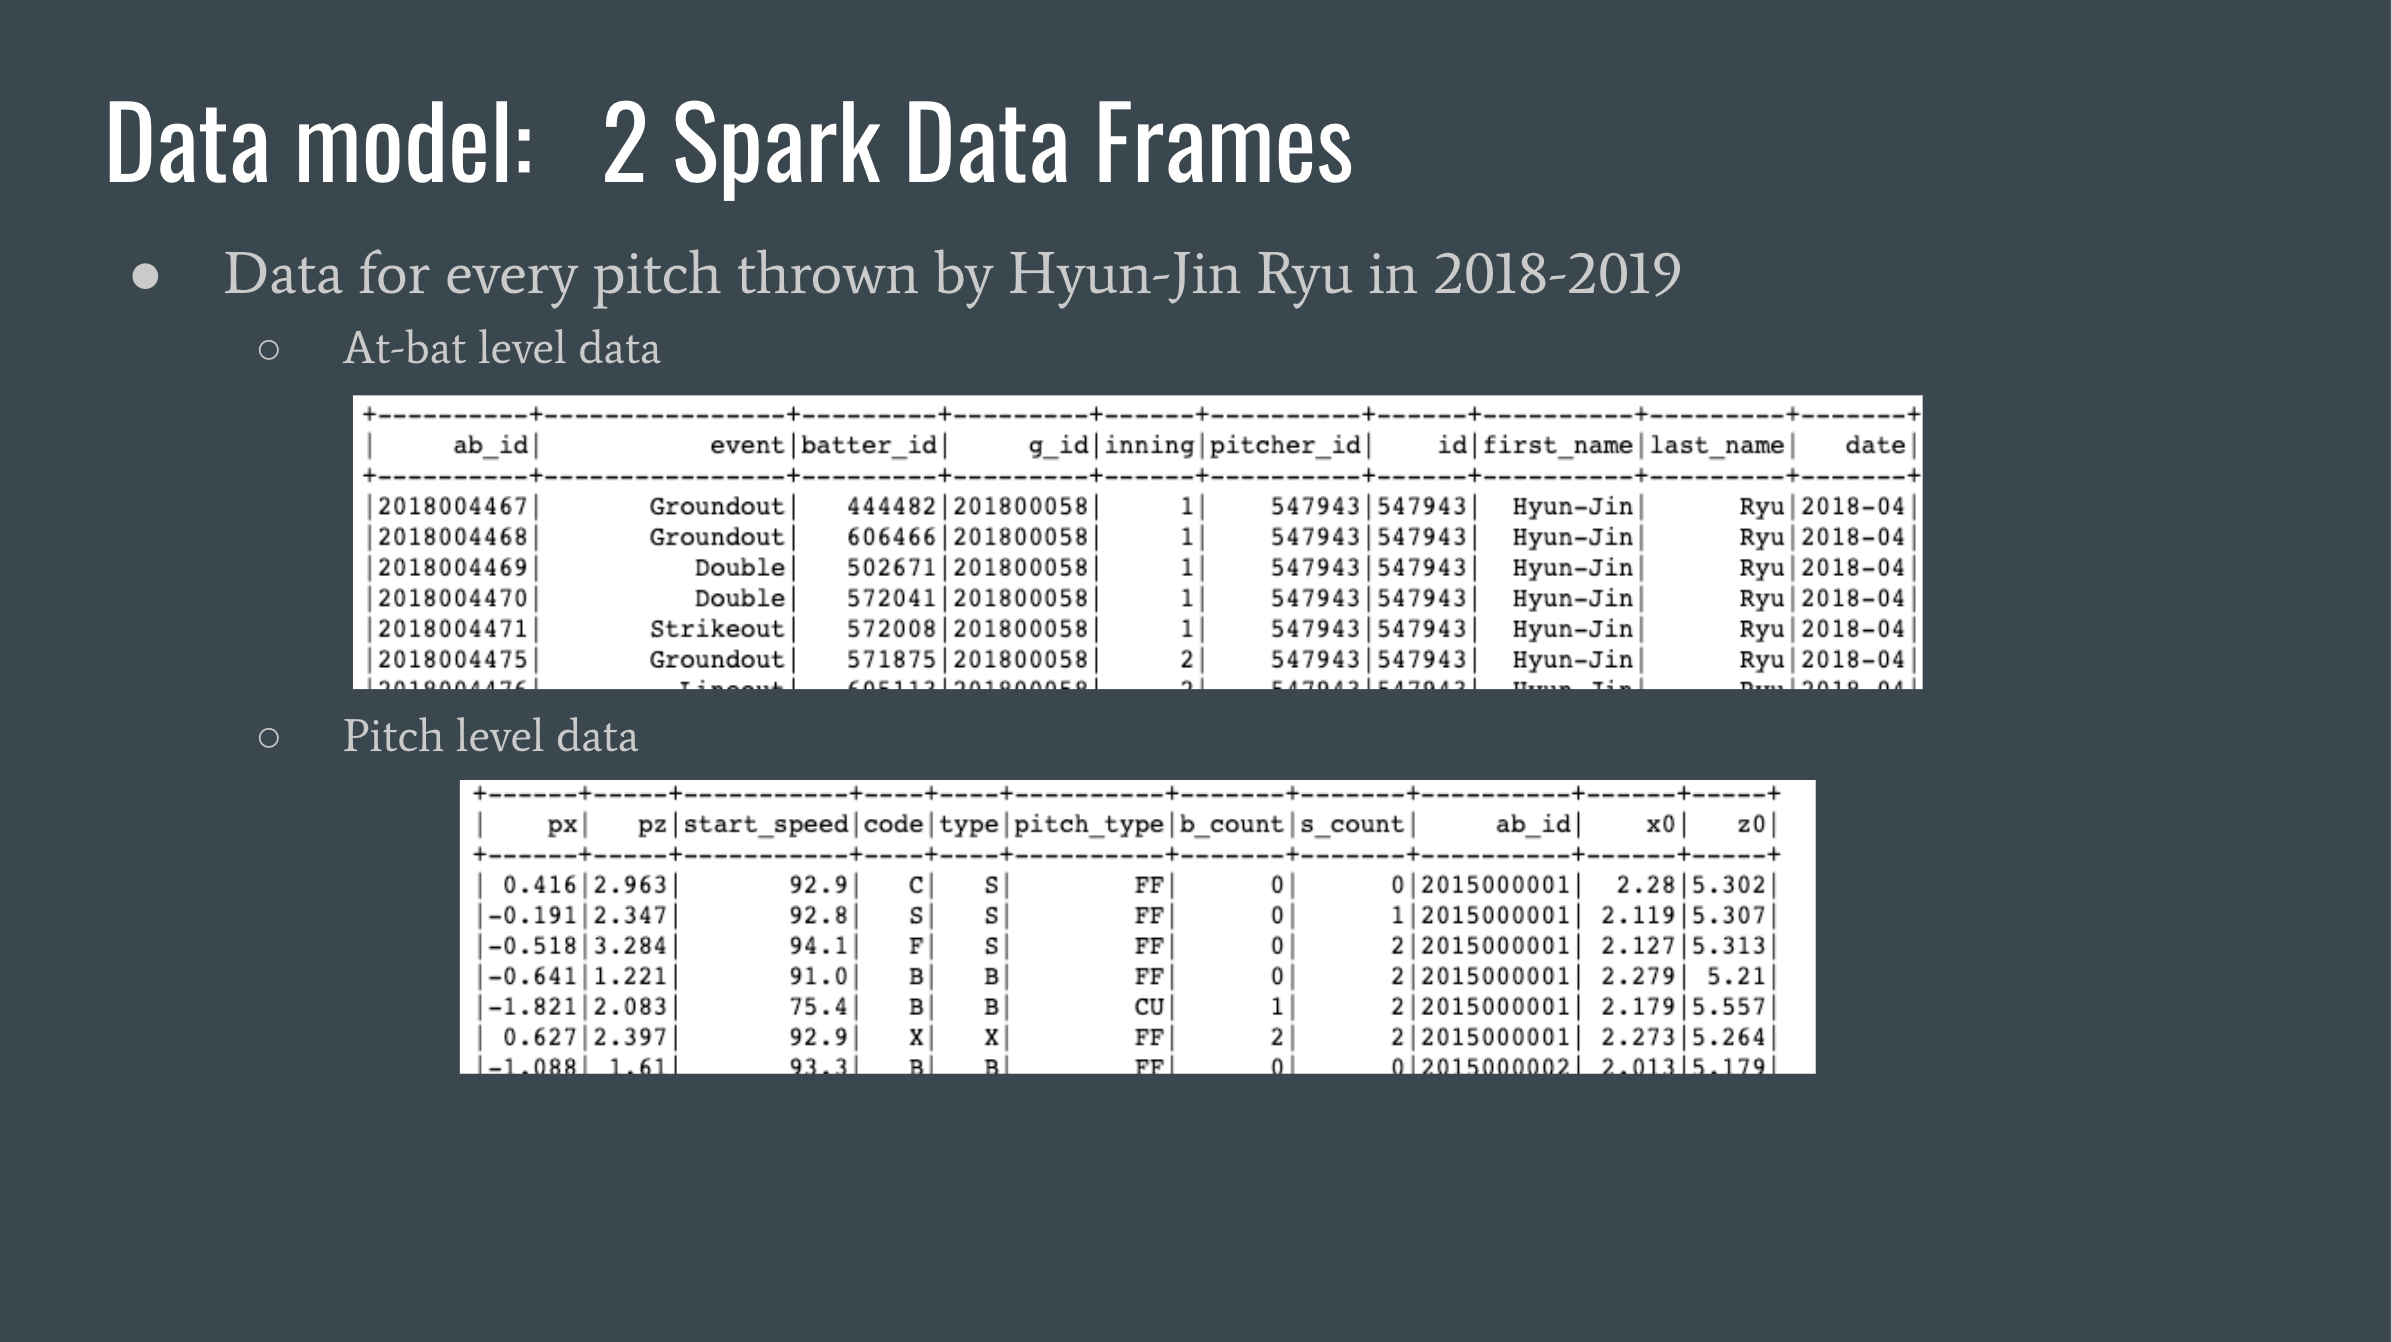 Data model: 2 Spark Data Frames
● Data for every pitch thrown by Hyun-Jin Ryu in 2018-2019
○ At-bat level data
+----------+----------------+---------+---------+------+----------+------+----------+---------+-------+
|     ab_id|           event|batter_id|     g_id|inning|pitcher_id|    id|first_name|last_name|   date|
+----------+----------------+---------+---------+------+----------+------+----------+---------+-------+
|2018004467|       Groundout|   444482|201800058|     1|    547943|547943|  Hyun-Jin|      Ryu|2018-04|
|2018004468|       Groundout|   606466|201800058|     1|    547943|547943|  Hyun-Jin|      Ryu|2018-04|
|2018004469|          Double|   502671|201800058|     1|    547943|547943|  Hyun-Jin|      Ryu|2018-04|
|2018004470|          Double|   572041|201800058|     1|    547943|547943|  Hyun-Jin|      Ryu|2018-04|
|2018004471|       Strikeout|   572008|201800058|     1|    547943|547943|  Hyun-Jin|      Ryu|2018-04|
|2018004475|       Groundout|   571875|201800058|     2|    547943|547943|  Hyun-Jin|      Ryu|2018-04|
○ Pitch level data
+------+-----+-----------+----+----+----------+-------+-------+----------+------+-----+
|    px|   pz|start_speed|code|type|pitch_type|b_count|s_count|     ab_id|    x0|   z0|
+------+-----+-----------+----+----+----------+-------+-------+----------+------+-----+
| 0.416|2.963|       92.9|   C|   S|        FF|      0|      0|2015000001|  2.28|5.302|
|-0.191|2.347|       92.8|   S|   S|        FF|      0|      1|2015000001| 2.119|5.307|
|-0.518|3.284|       94.1|   F|   S|        FF|      0|      2|2015000001| 2.127|5.313|
|-0.641|1.221|       91.0|   B|   B|        FF|      0|      2|2015000001| 2.279| 5.21|
|-1.821|2.083|       75.4|   B|   B|        CU|      1|      2|2015000001| 2.179|5.557|
| 0.627|2.397|       92.9|   X|   X|        FF|      2|      2|2015000001| 2.273|5.264|
|-1.088| 1.61|       93.3|   B|   B|        FF|      0|      0|2015000002| 2.013|5.179|